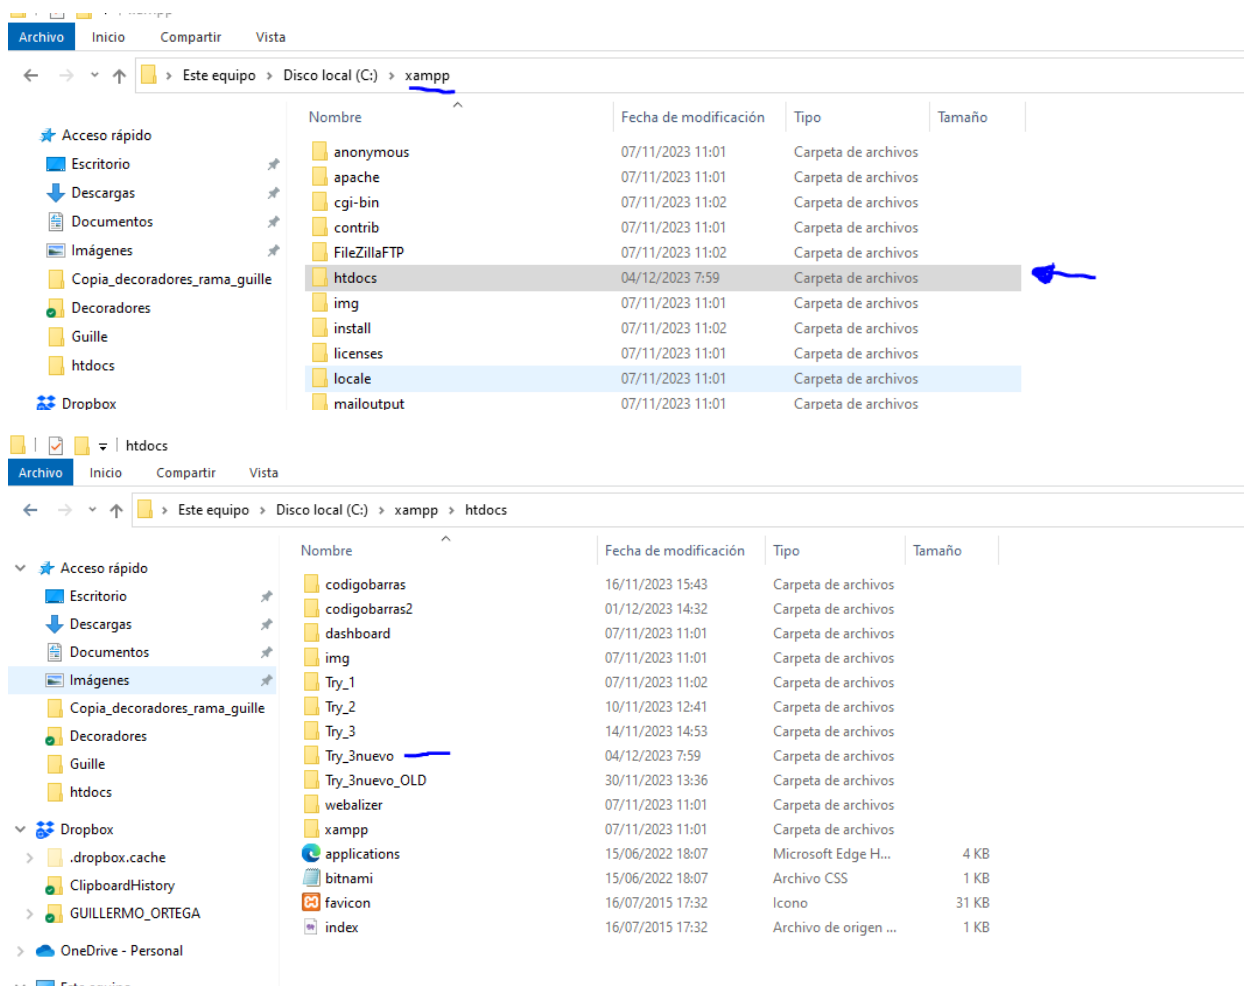 Archivo Inicio Compartir Vista
Este equipo > Disco local (C:) > xampp
Nombre Fecha de modificación Tipo Tamaño
Acceso rápido
Escritorio
Descargas
Documentos
Imágenes
Copia_decoradores_rama_guille
Decoradores
Guille
htdocs
Dropbox
anonymous 07/11/2023 11:01 Carpeta de archivos
apache 07/11/2023 11:01 Carpeta de archivos
cgi-bin 07/11/2023 11:02 Carpeta de archivos
contrib 07/11/2023 11:01 Carpeta de archivos
FileZillaFTP 07/11/2023 11:02 Carpeta de archivos
htdocs 04/12/2023 7:59 Carpeta de archivos
img 07/11/2023 11:01 Carpeta de archivos
install 07/11/2023 11:02 Carpeta de archivos
licenses 07/11/2023 11:01 Carpeta de archivos
locale 07/11/2023 11:01 Carpeta de archivos
mailoutput 07/11/2023 11:01 Carpeta de archivos
htdocs
Archivo Inicio Compartir Vista
Este equipo > Disco local (C:) > xampp > htdocs
Nombre Fecha de modificación Tipo Tamaño
Acceso rápido
Escritorio
Descargas
Documentos
Imágenes
Copia_decoradores_rama_guille
Decoradores
Guille
htdocs
Dropbox
.dropbox.cache
ClipboardHistory
GUILLERMO_ORTEGA
OneDrive - Personal
Este equipo
codigobarras 16/11/2023 15:43 Carpeta de archivos
codigobarras2 01/12/2023 14:32 Carpeta de archivos
dashboard 07/11/2023 11:01 Carpeta de archivos
img 07/11/2023 11:01 Carpeta de archivos
Try_1 07/11/2023 11:02 Carpeta de archivos
Try_2 10/11/2023 12:41 Carpeta de archivos
Try_3 14/11/2023 14:53 Carpeta de archivos
Try_3nuevo 04/12/2023 7:59 Carpeta de archivos
Try_3nuevo_OLD 30/11/2023 13:36 Carpeta de archivos
webalizer 07/11/2023 11:01 Carpeta de archivos
xampp 07/11/2023 11:01 Carpeta de archivos
applications 15/06/2022 18:07 Microsoft Edge H... 4 KB
bitnami 15/06/2022 18:07 Archivo CSS 1 KB
favicon 16/07/2015 17:32 Icono 31 KB
index 16/07/2015 17:32 Archivo de origen ... 1 KB